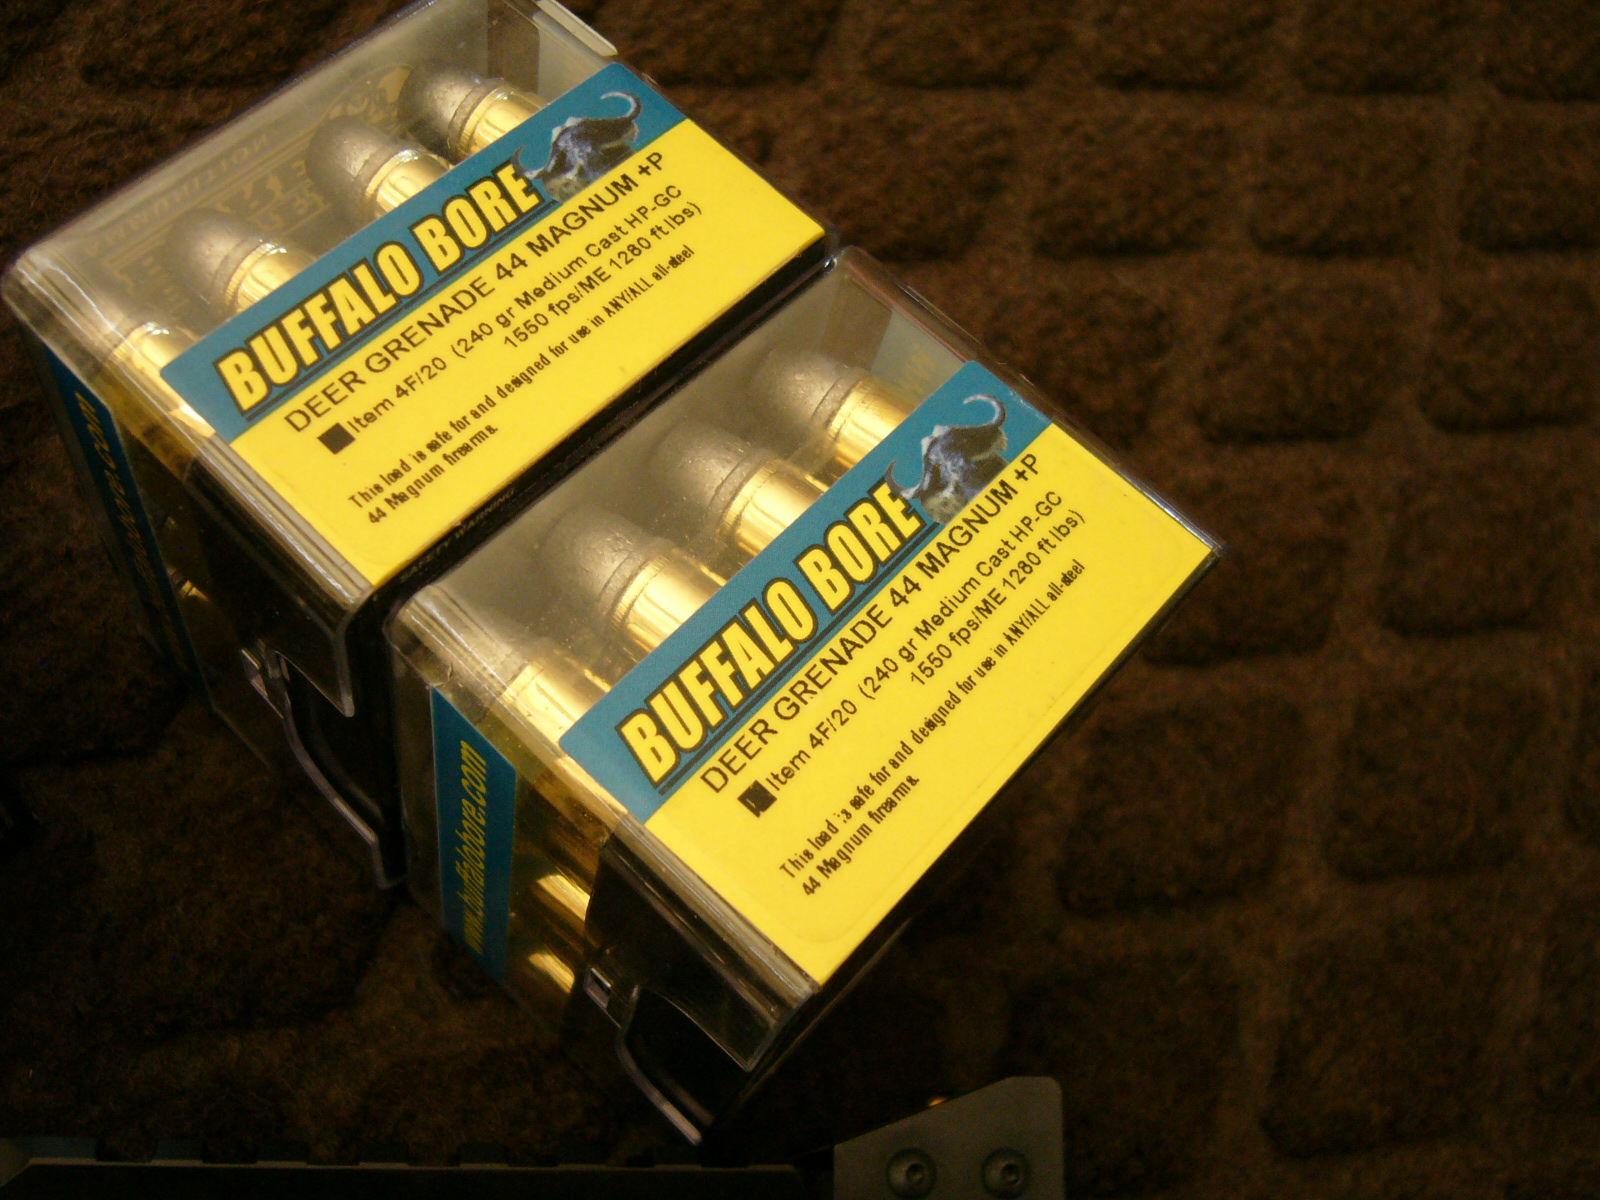 BUFFALO BORE
DEER GRENADE 44 MAGNUM +P
Item 4F/20 (240 gr Medium Cast HP-GC
1550 fps/ME 1280 ft lbs)
This load is safe for and designed for use in ANY/ALL all-steel
44 Magnum firearms.
SAFETY WARNING
BUFFALO BORE
DEER GRENADE 44 MAGNUM +P
Item 4F/20 (240 gr Medium Cast HP-GC
1550 fps/ME 1280 ft lbs)
This load is safe for and designed for use in ANY/ALL all-steel
44 Magnum firearms.
www.buffalobore.com